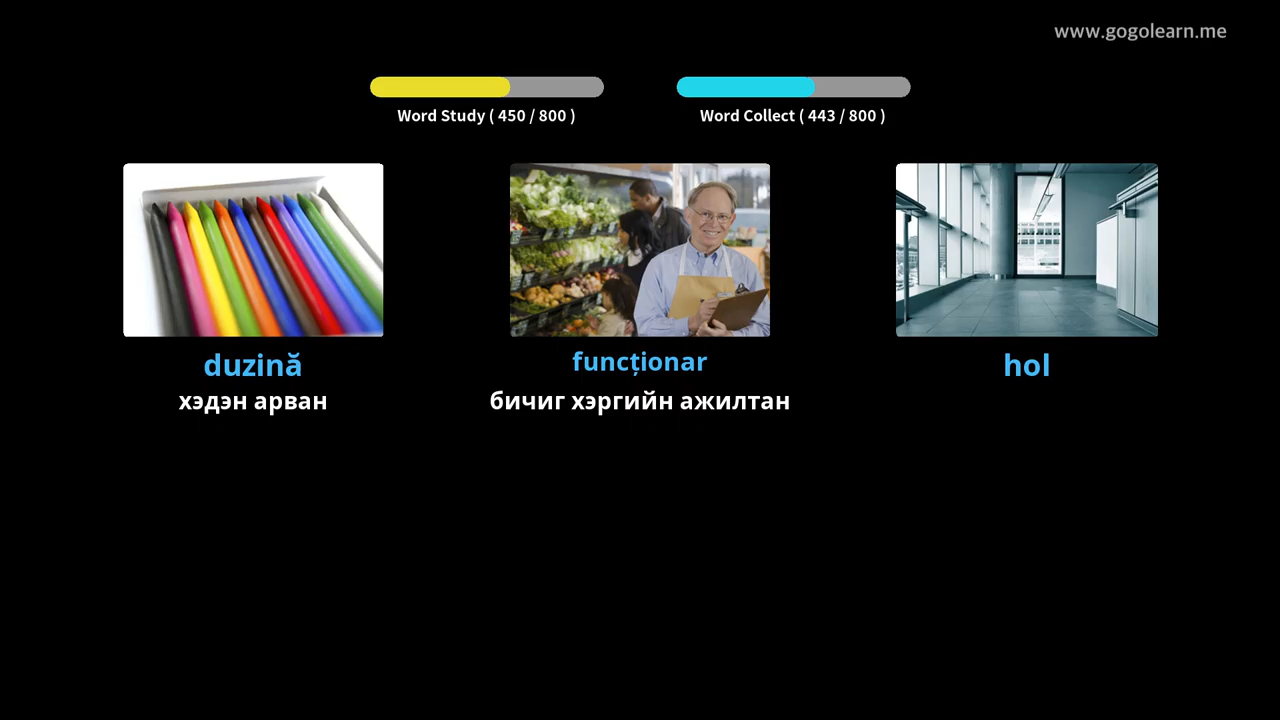 www.gogolearn.me
Word Study ( 450 / 800 )
Word Collect ( 443 / 800 )
duzină
funcționar
hol
хэдэн арван
бичиг хэргийн ажилтан